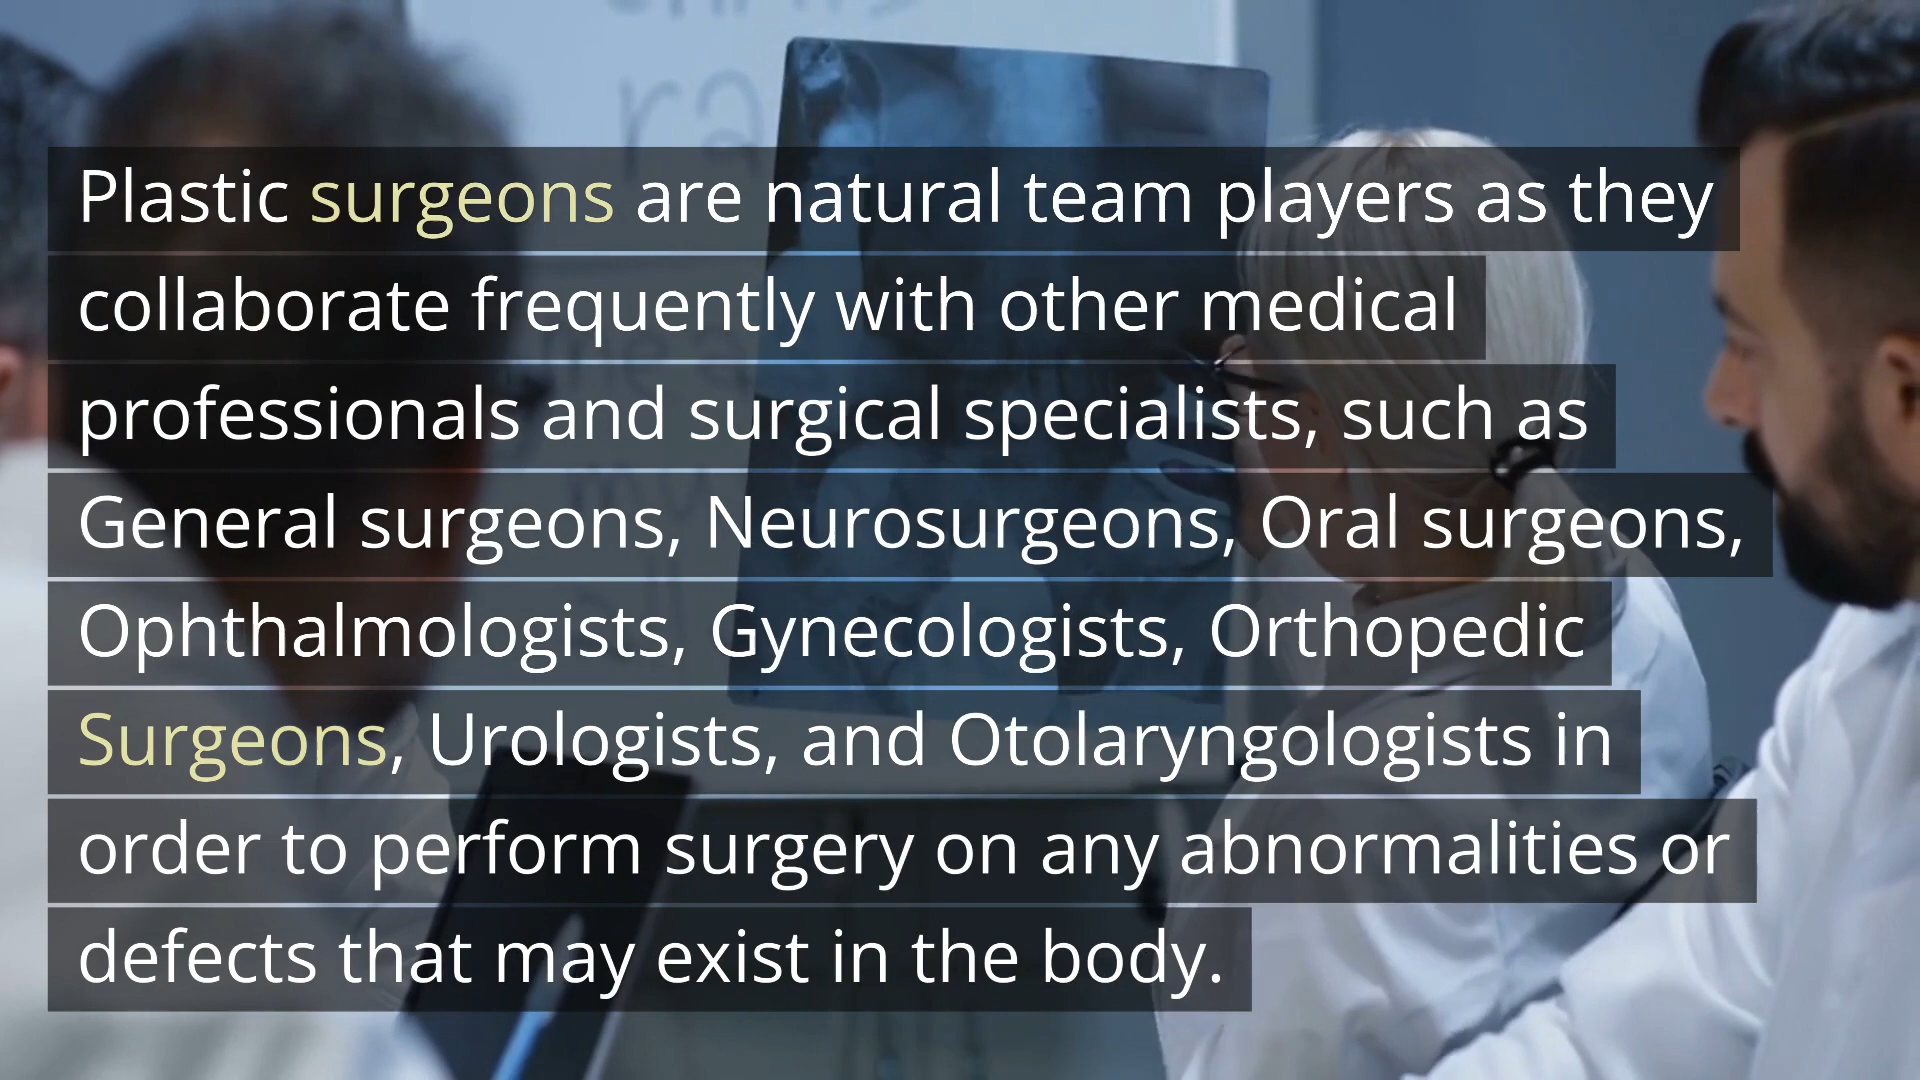 ra
Plastic surgeons are natural team players as they
collaborate frequently with other medical
professionals and surgical specialists, such as
General surgeons, Neurosurgeons, Oral surgeons,
Ophthalmologists, Gynecologists, Orthopedic
Surgeons, Urologists, and Otolaryngologists in
order to perform surgery on any abnormalities or
defects that may exist in the body.